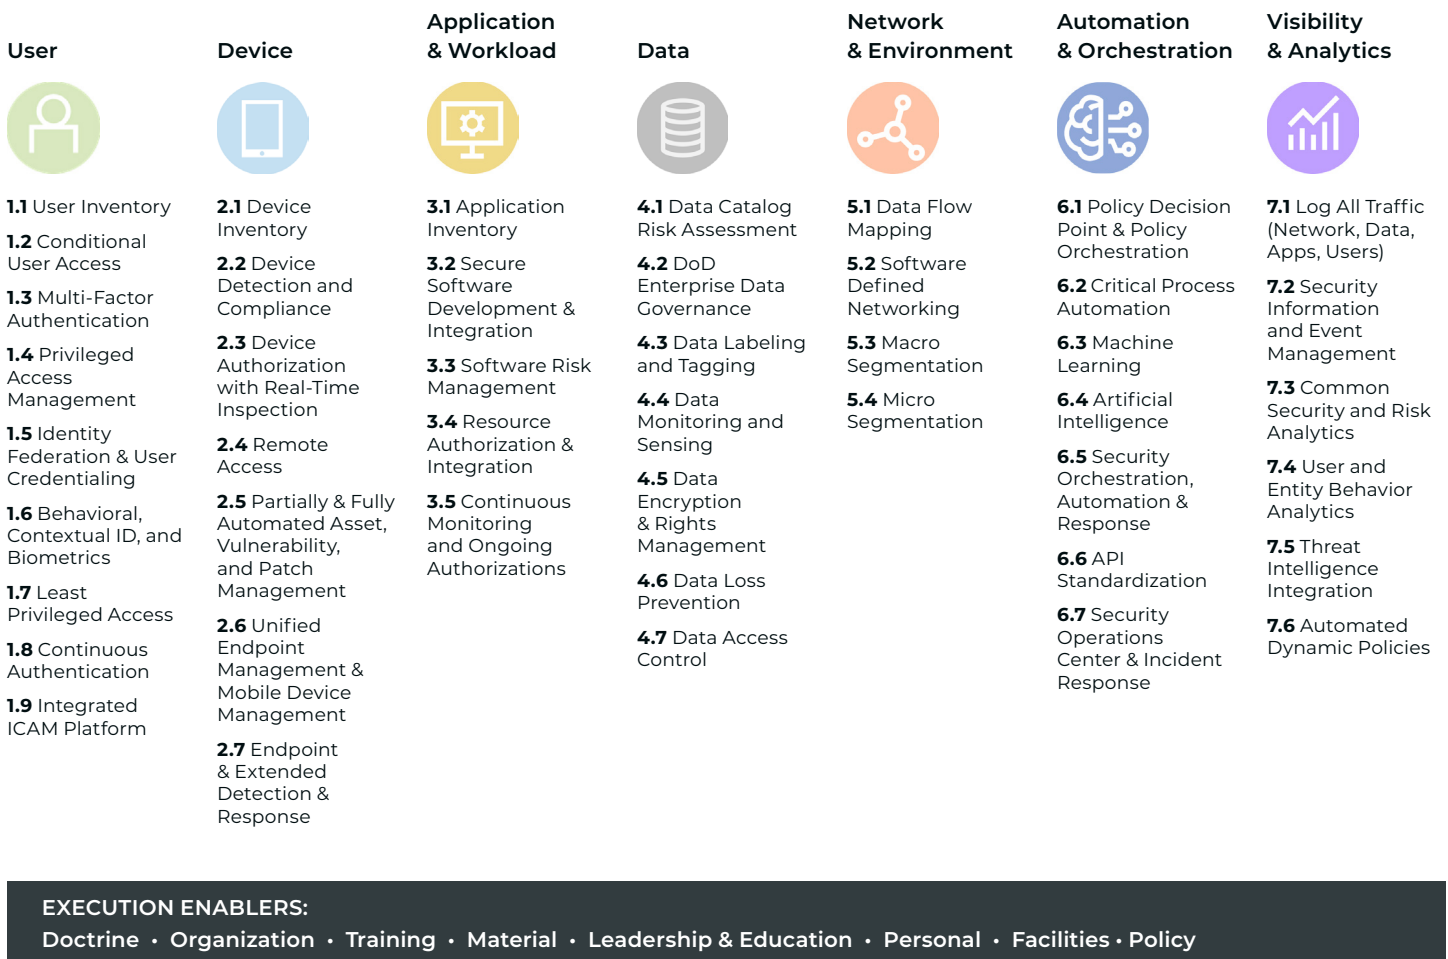 User
1.1 User Inventory
1.2 Conditional
User Access
1.3 Multi-Factor
Authentication
1.4 Privileged
Access
Management
1.5 Identity
Federation & User
Credentialing
1.6 Behavioral,
Contextual ID, and
Biometrics
1.7 Least
Privileged Access
1.8 Continuous
Authentication
1.9 Integrated
ICAM Platform
Device
2.1 Device
Inventory
2.2 Device
Detection and
Compliance
2.3 Device
Authorization
with Real-Time
Inspection
2.4 Remote
Access
2.5 Partially & Fully
Automated Asset,
Vulnerability,
and Patch
Management
2.6 Unified
Endpoint
Management &
Mobile Device
Management
2.7 Endpoint
& Extended
Detection &
Response
Application
& Workload
3.1 Application
Inventory
3.2 Secure
Software
Development &
Integration
3.3 Software Risk
Management
3.4 Resource
Authorization &
Integration
3.5 Continuous
Monitoring
and Ongoing
Authorizations
Data
4.1 Data Catalog
Risk Assessment
4.2 DoD
Enterprise Data
Governance
4.3 Data Labeling
and Tagging
4.4 Data
Monitoring and
Sensing
4.5 Data
Encryption
& Rights
Management
4.6 Data Loss
Prevention
4.7 Data Access
Control
Network
& Environment
5.1 Data Flow
Mapping
5.2 Software
Defined
Networking
5.3 Macro
Segmentation
5.4 Micro
Segmentation
Automation
& Orchestration
6.1 Policy Decision
Point & Policy
Orchestration
6.2 Critical Process
Automation
6.3 Machine
Learning
6.4 Artificial
Intelligence
6.5 Security
Orchestration,
Automation &
Response
6.6 API
Standardization
6.7 Security
Operations
Center & Incident
Response
Visibility
& Analytics
7.1 Log All Traffic
(Network, Data,
Apps, Users)
7.2 Security
Information
and Event
Management
7.3 Common
Security and Risk
Analytics
7.4 User and
Entity Behavior
Analytics
7.5 Threat
Intelligence
Integration
7.6 Automated
Dynamic Policies
EXECUTION ENABLERS:
Doctrine • Organization • Training • Material • Leadership & Education • Personal • Facilities • Policy